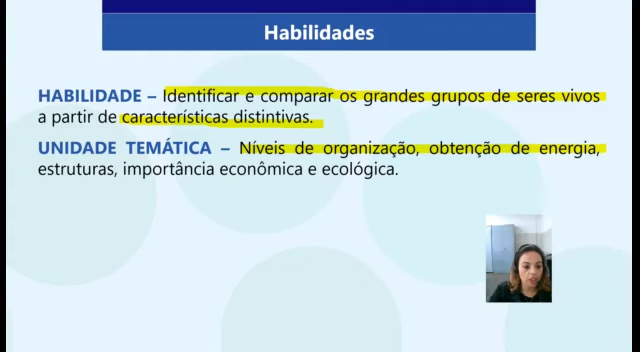 Habilidades
HABILIDADE – Identificar e comparar os grandes grupos de seres vivos
a partir de características distintivas.
UNIDADE TEMÁTICA – Níveis de organização, obtenção de energia,
estruturas, importância econômica e ecológica.